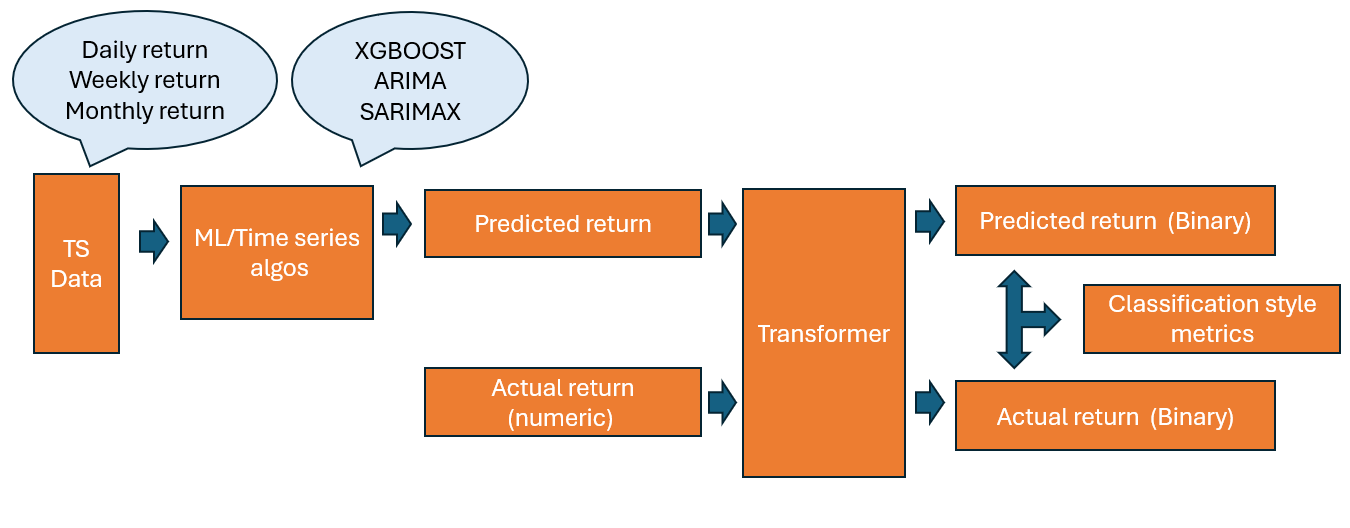 Daily return
Weekly return
Monthly return
XGBOOST
ARIMA
SARIMAX
TS
Data
ML/Time series
algos
Predicted return
Actual return
(numeric)
Transformer
Predicted return  (Binary)
Classification style
metrics
Actual return  (Binary)